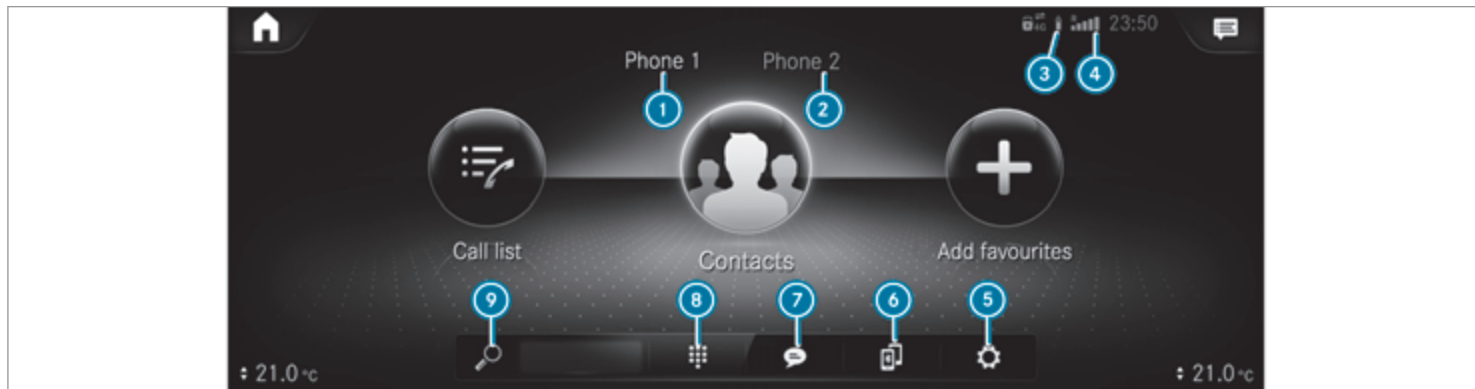 4G 23:50
Phone 1 Phone 2
3 4
1 2
Call list Contacts Add favourites
9 8 7 6 5
21.0 °C 21.0 °C